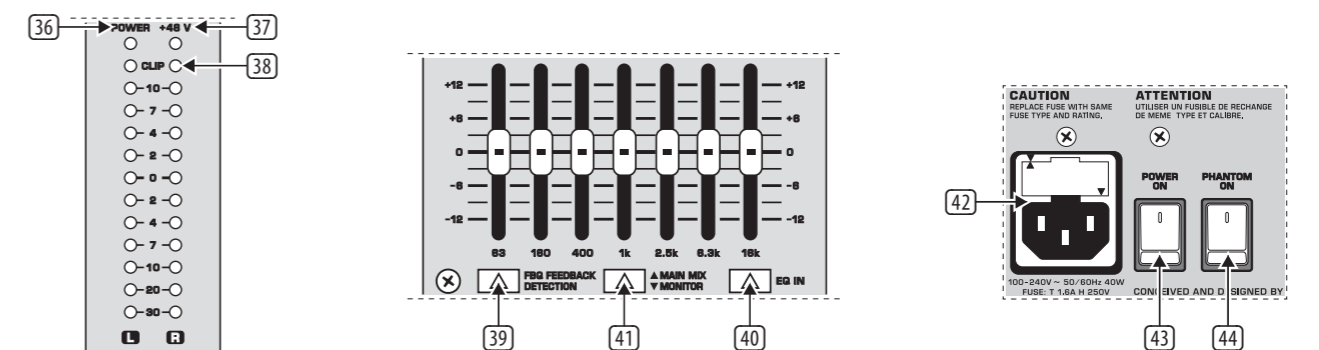 36 POWER +48 V 37
CLIP 38
10
7
4
2
0
2
4
7
10
20
30
L R
+12 +12
+6 +6
0 0
-6 -6
-12 -12
63 160 400 1k 2.5k 6.3k 16k
FBQ FEEDBACK DETECTION
▲ MAIN MIX
▼ MONITOR
EQ IN
39 41 40
CAUTION
REPLACE FUSE WITH SAME
FUSE TYPE AND RATING.
ATTENTION
UTILISER UN FUSIBLE DE RECHANGE
DE MEME TYPE ET CALIBRE.
POWER
ON
PHANTOM
ON
42
100-240V ~ 50/60Hz 40W
FUSE: T 1.6A H 250V
CONCEIVED AND DESIGNED BY
43 44